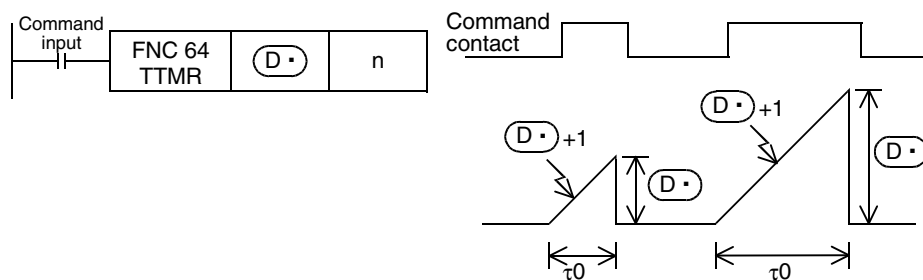 Command
input
FNC 64
TTMR
D ·
n
Command
contact
D · +1
D ·
D · +1
D ·
τ0
τ0